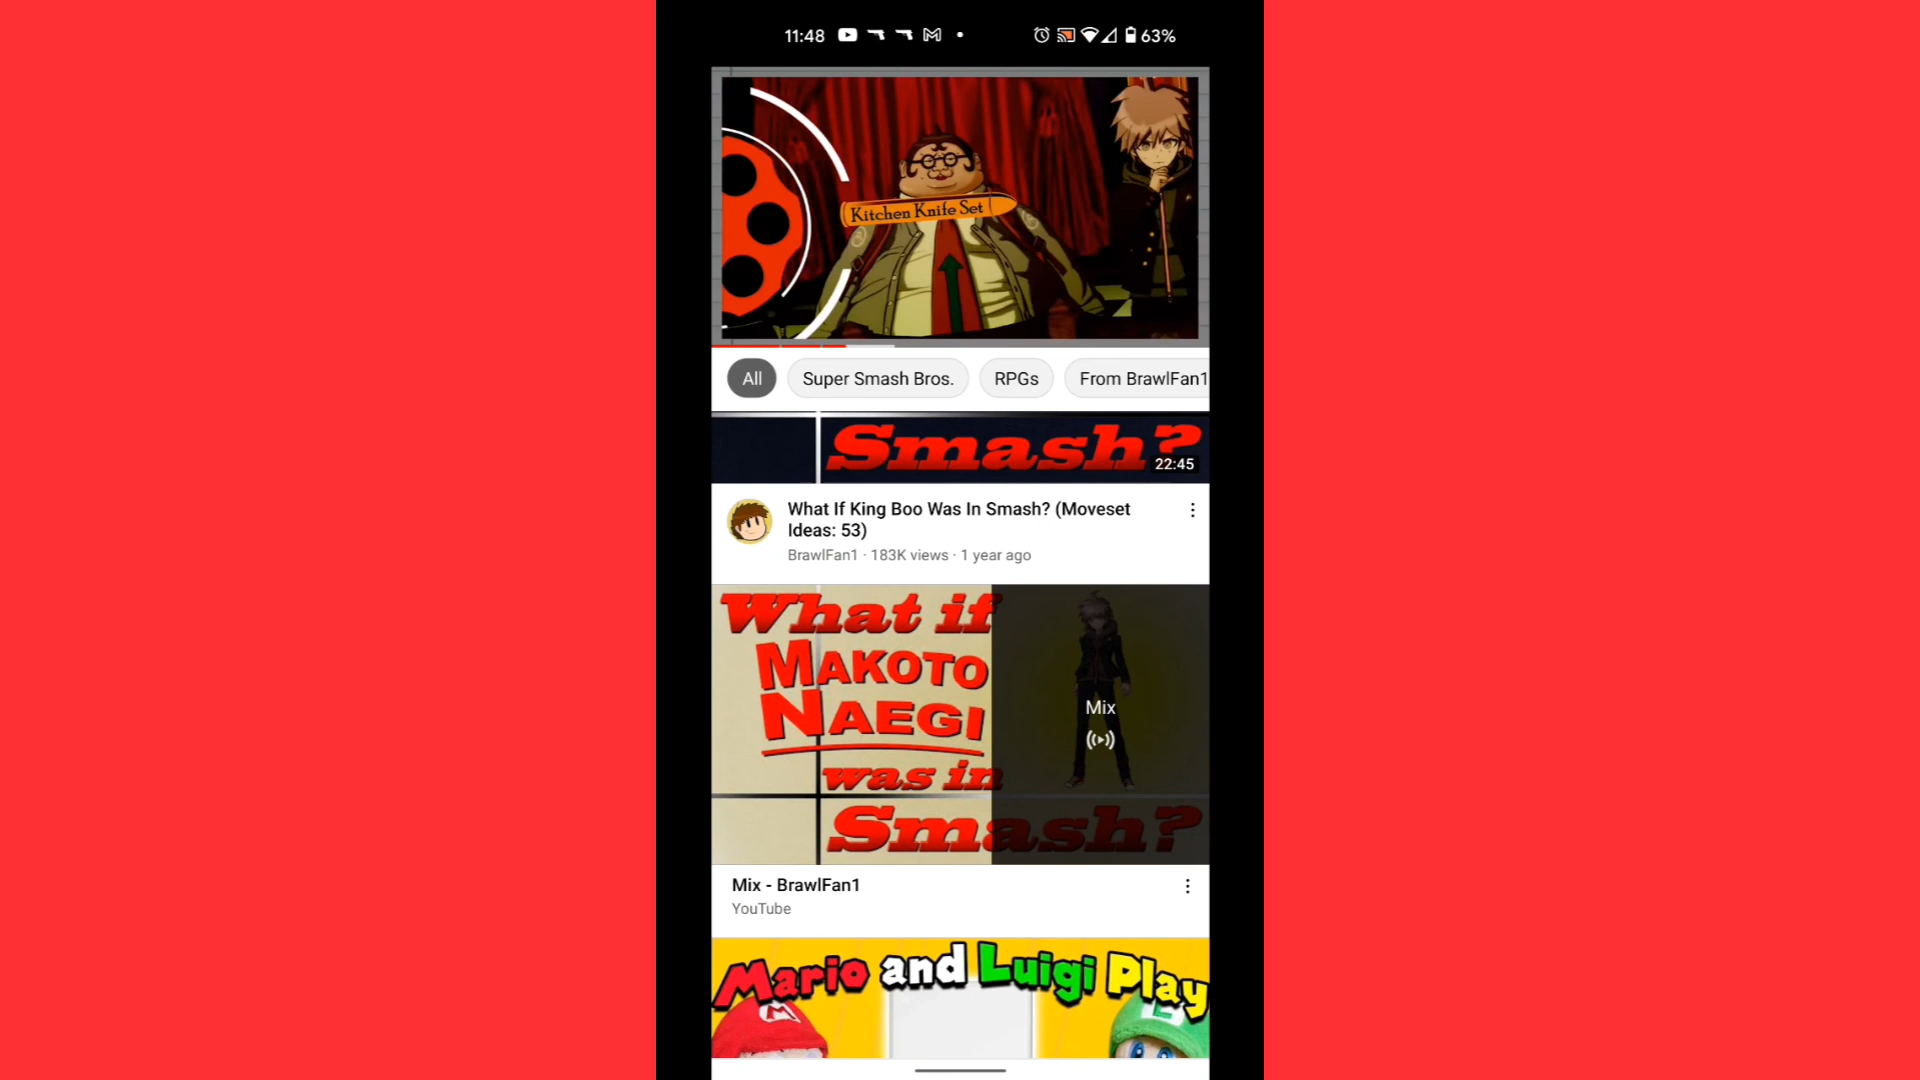 11:48
63%
Kitchen Knife Set
All
Super Smash Bros.
RPGs
From BrawlFan1
Smash?
22:45
What If King Boo Was In Smash? (Moveset
Ideas: 53)
BrawlFan1 · 183K views · 1 year ago
What if
MAKOTO
NAEGI
was in
Smash?
Mix
Mix - BrawlFan1
YouTube
Mario and Luigi Play
M
L